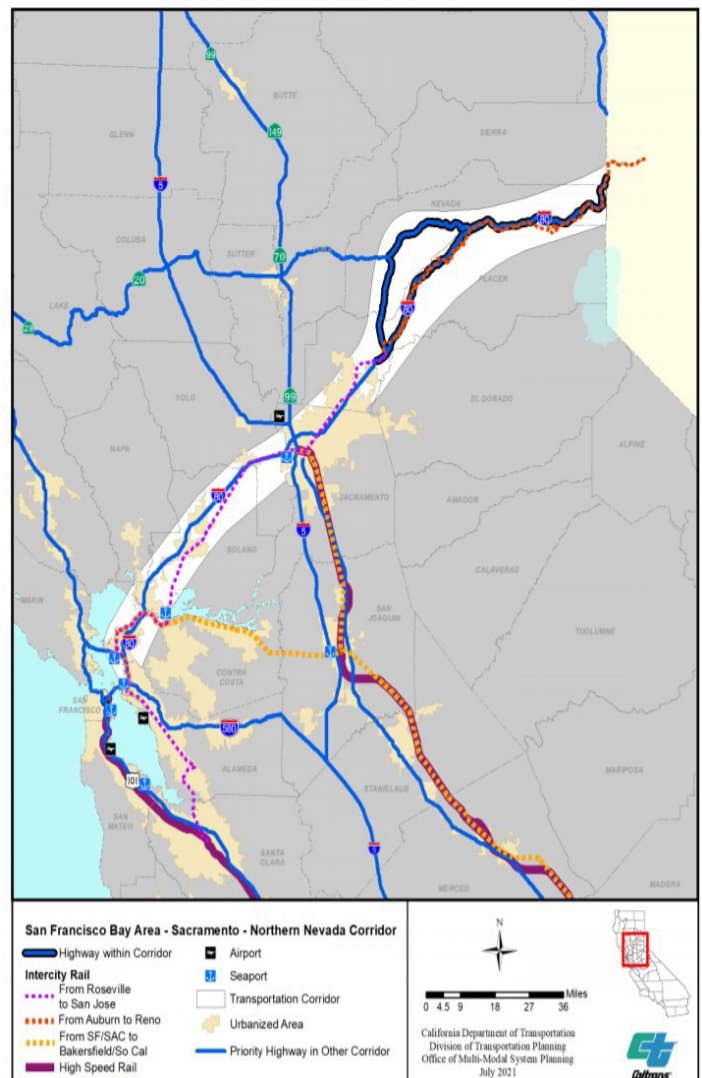 99
BUTTE
GLENN
149
SIERRA
5
NEVADA
80
COLUSA
SUTTER
YUBA
70
PLACER
20
LAKE
80
29
99
YOLO
EL DORADO
NAPA
ALPINE
80
SACRAMENTO
AMADOR
5
SOLANO
CALAVERAS
MARIN
SAN
JOAQUIN
TUOLUMNE
80
CONTRA
COSTA
SAN
FRANCISCO
580
ALAMEDA
MARIPOSA
101
STANISLAUS
SAN
MATEO
5
SANTA
CLARA
MERCED
MADERA
San Francisco Bay Area - Sacramento - Northern Nevada Corridor
Highway within Corridor
Intercity Rail
From Roseville
to San Jose
From Auburn to Reno
From SF/SAC to
Bakersfield/So Cal
High Speed Rail
Airport
Seaport
Transportation Corridor
Urbanized Area
Priority Highway in Other Corridor
N
Miles
0 4.5 9 18 27 36
California Department of Transportation
Division of Transportation Planning
Office of Multi-Modal System Planning
July 2021
Caltrans